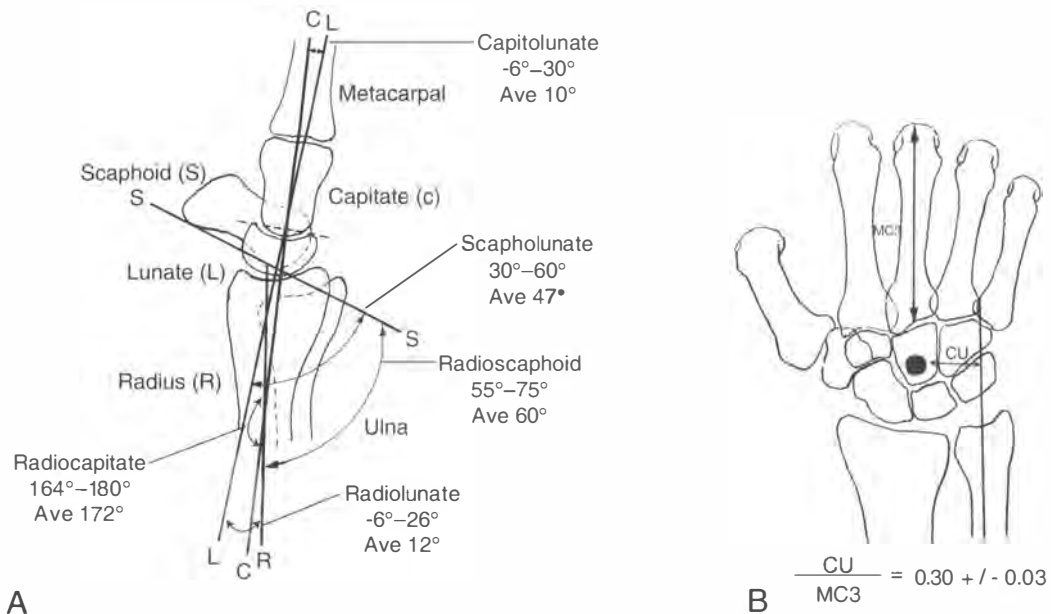 C L
Capitolunate
-6°–30°
Ave 10°
Metacarpal
Scaphoid (S)
S
Capitate (c)
Scapholunate
30°–60°
Ave 47•
Lunate (L)
S
Radioscaphoid
55°–75°
Ave 60°
Radius (R)
Ulna
Radiocapitate
164°–180°
Ave 172°
Radiolunate
-6°–26°
Ave 12°
L
C R
A
MC3
CU
CU
MC3
= 0.30 + / - 0.03
B